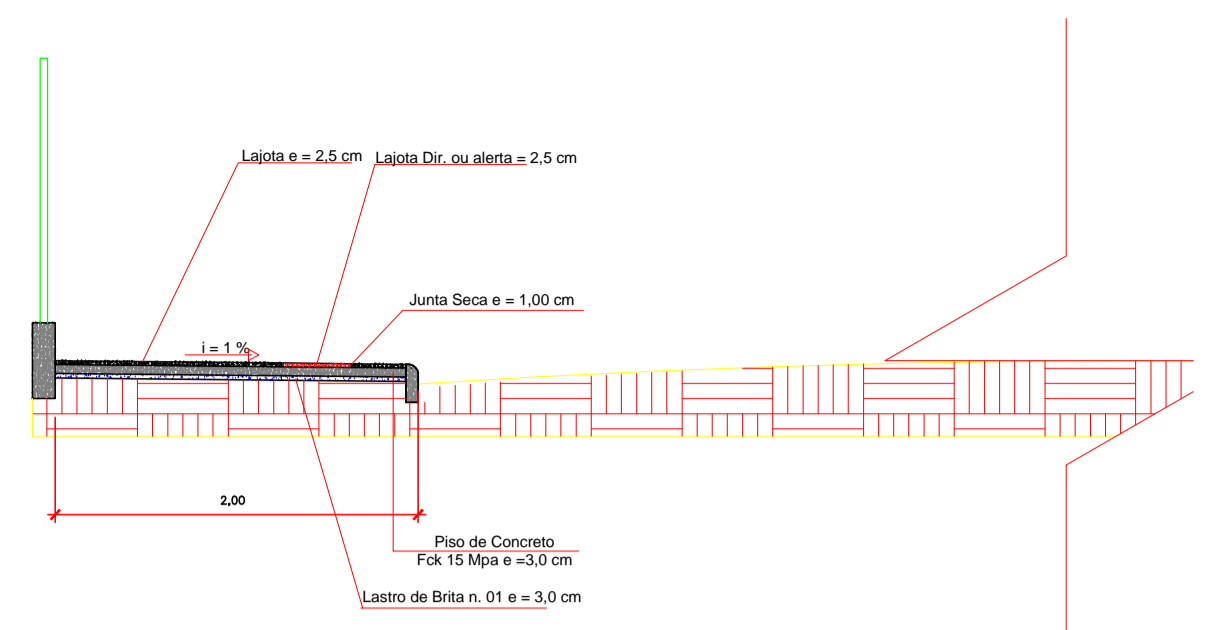 Lajota e = 2,5 cm
Lajota Dir. ou alerta = 2,5 cm
Junta Seca e = 1,00 cm
i = 1 %
2,00
Piso de Concreto
Fck 15 Mpa e =3,0 cm
Lastro de Brita n. 01 e = 3,0 cm